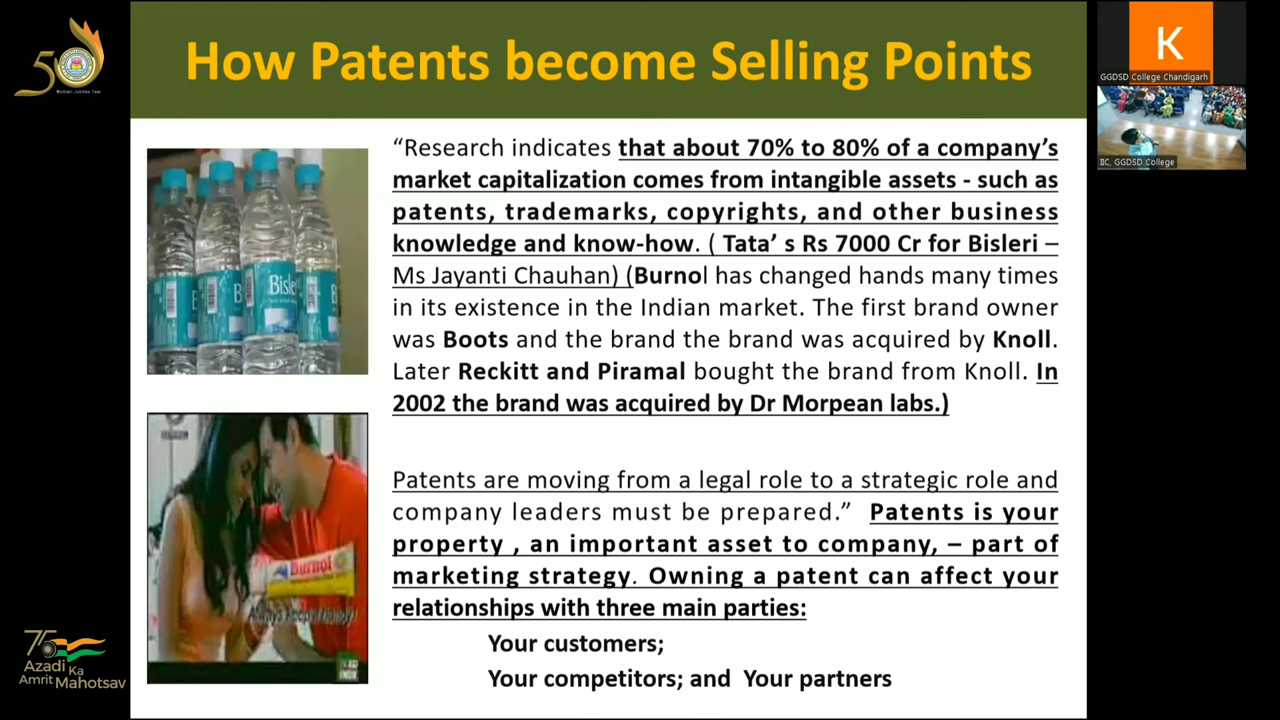 50
Golden Jubilee Year
How Patents become Selling Points
K
GGDSD College Chandigarh
IIC, GGDSD College
“Research indicates that about 70% to 80% of a company’s
market capitalization comes from intangible assets - such as
patents, trademarks, copyrights, and other business
knowledge and know-how. ( Tata’ s Rs 7000 Cr for Bisleri –
Ms Jayanti Chauhan) (Burnol has changed hands many times
in its existence in the Indian market. The first brand owner
was Boots and the brand the brand was acquired by Knoll.
Later Reckitt and Piramal bought the brand from Knoll. In
2002 the brand was acquired by Dr Morpean labs.)
Bisle
Burnol
Patents are moving from a legal role to a strategic role and
company leaders must be prepared.” Patents is your
property , an important asset to company, – part of
marketing strategy. Owning a patent can affect your
relationships with three main parties:
Your customers;
Your competitors; and Your partners
75
Azadi
Ka
Amrit Mahotsav